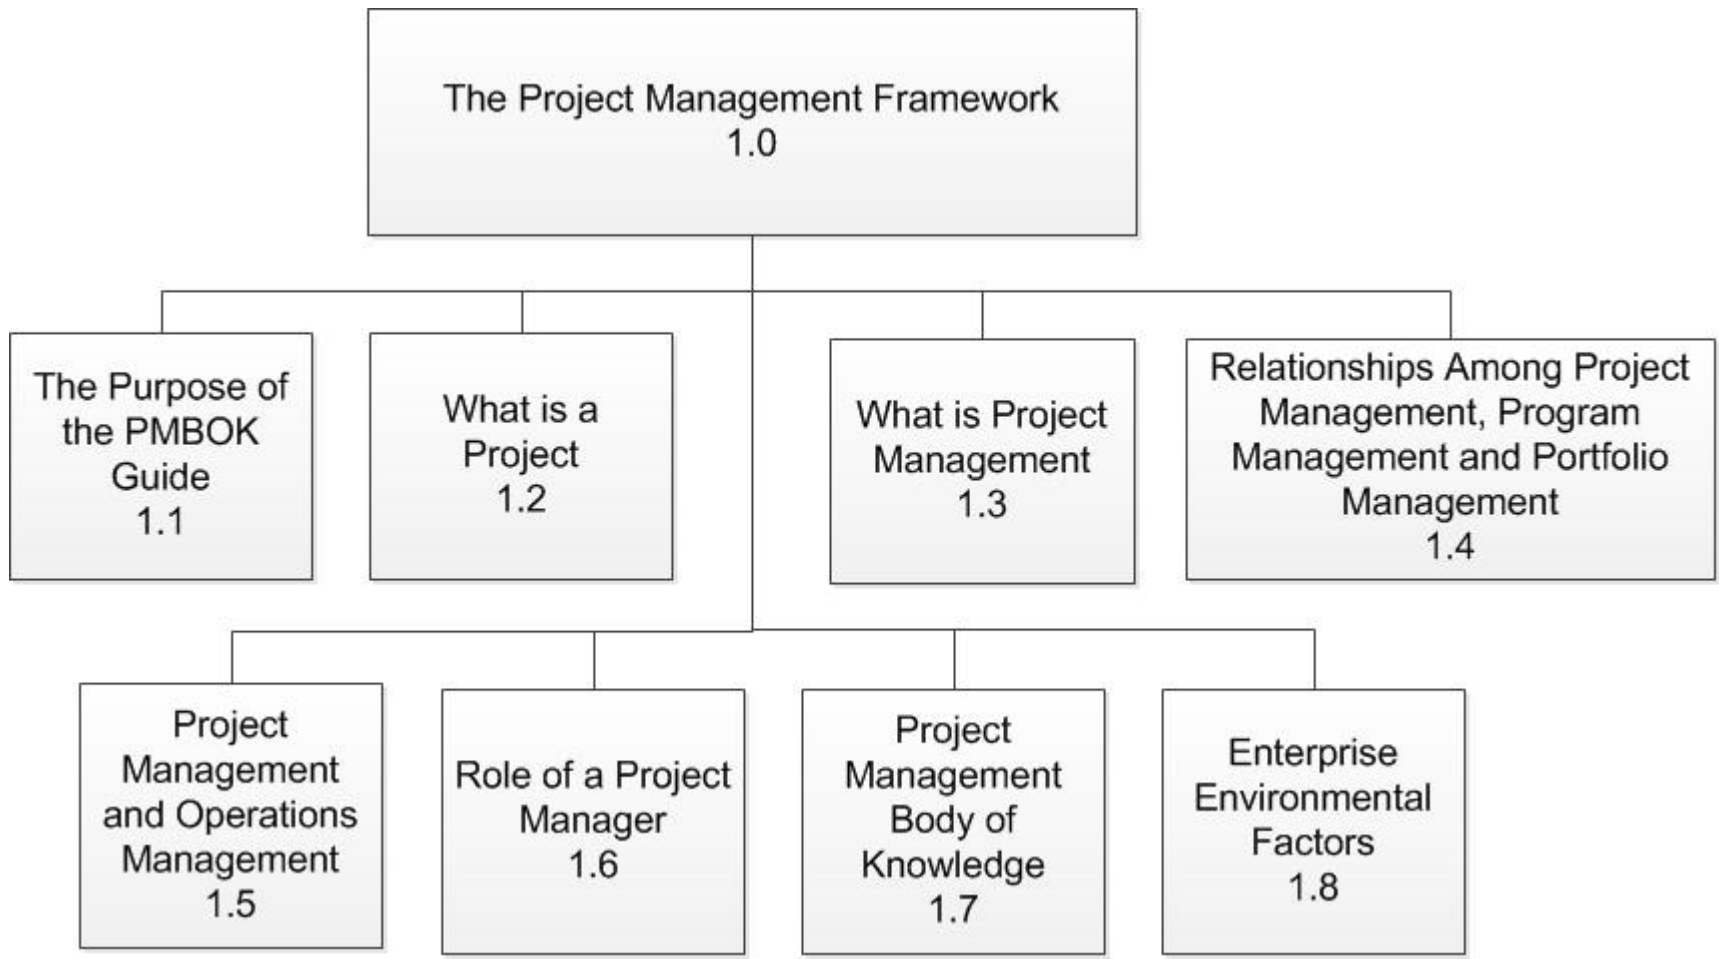 The Project Management Framework
1.0
The Purpose of
the PMBOK
Guide
1.1
What is a
Project
1.2
What is Project
Management
1.3
Relationships Among Project
Management, Program
Management and Portfolio
Management
1.4
Project
Management
and Operations
Management
1.5
Role of a Project
Manager
1.6
Project
Management
Body of
Knowledge
1.7
Enterprise
Environmental
Factors
1.8